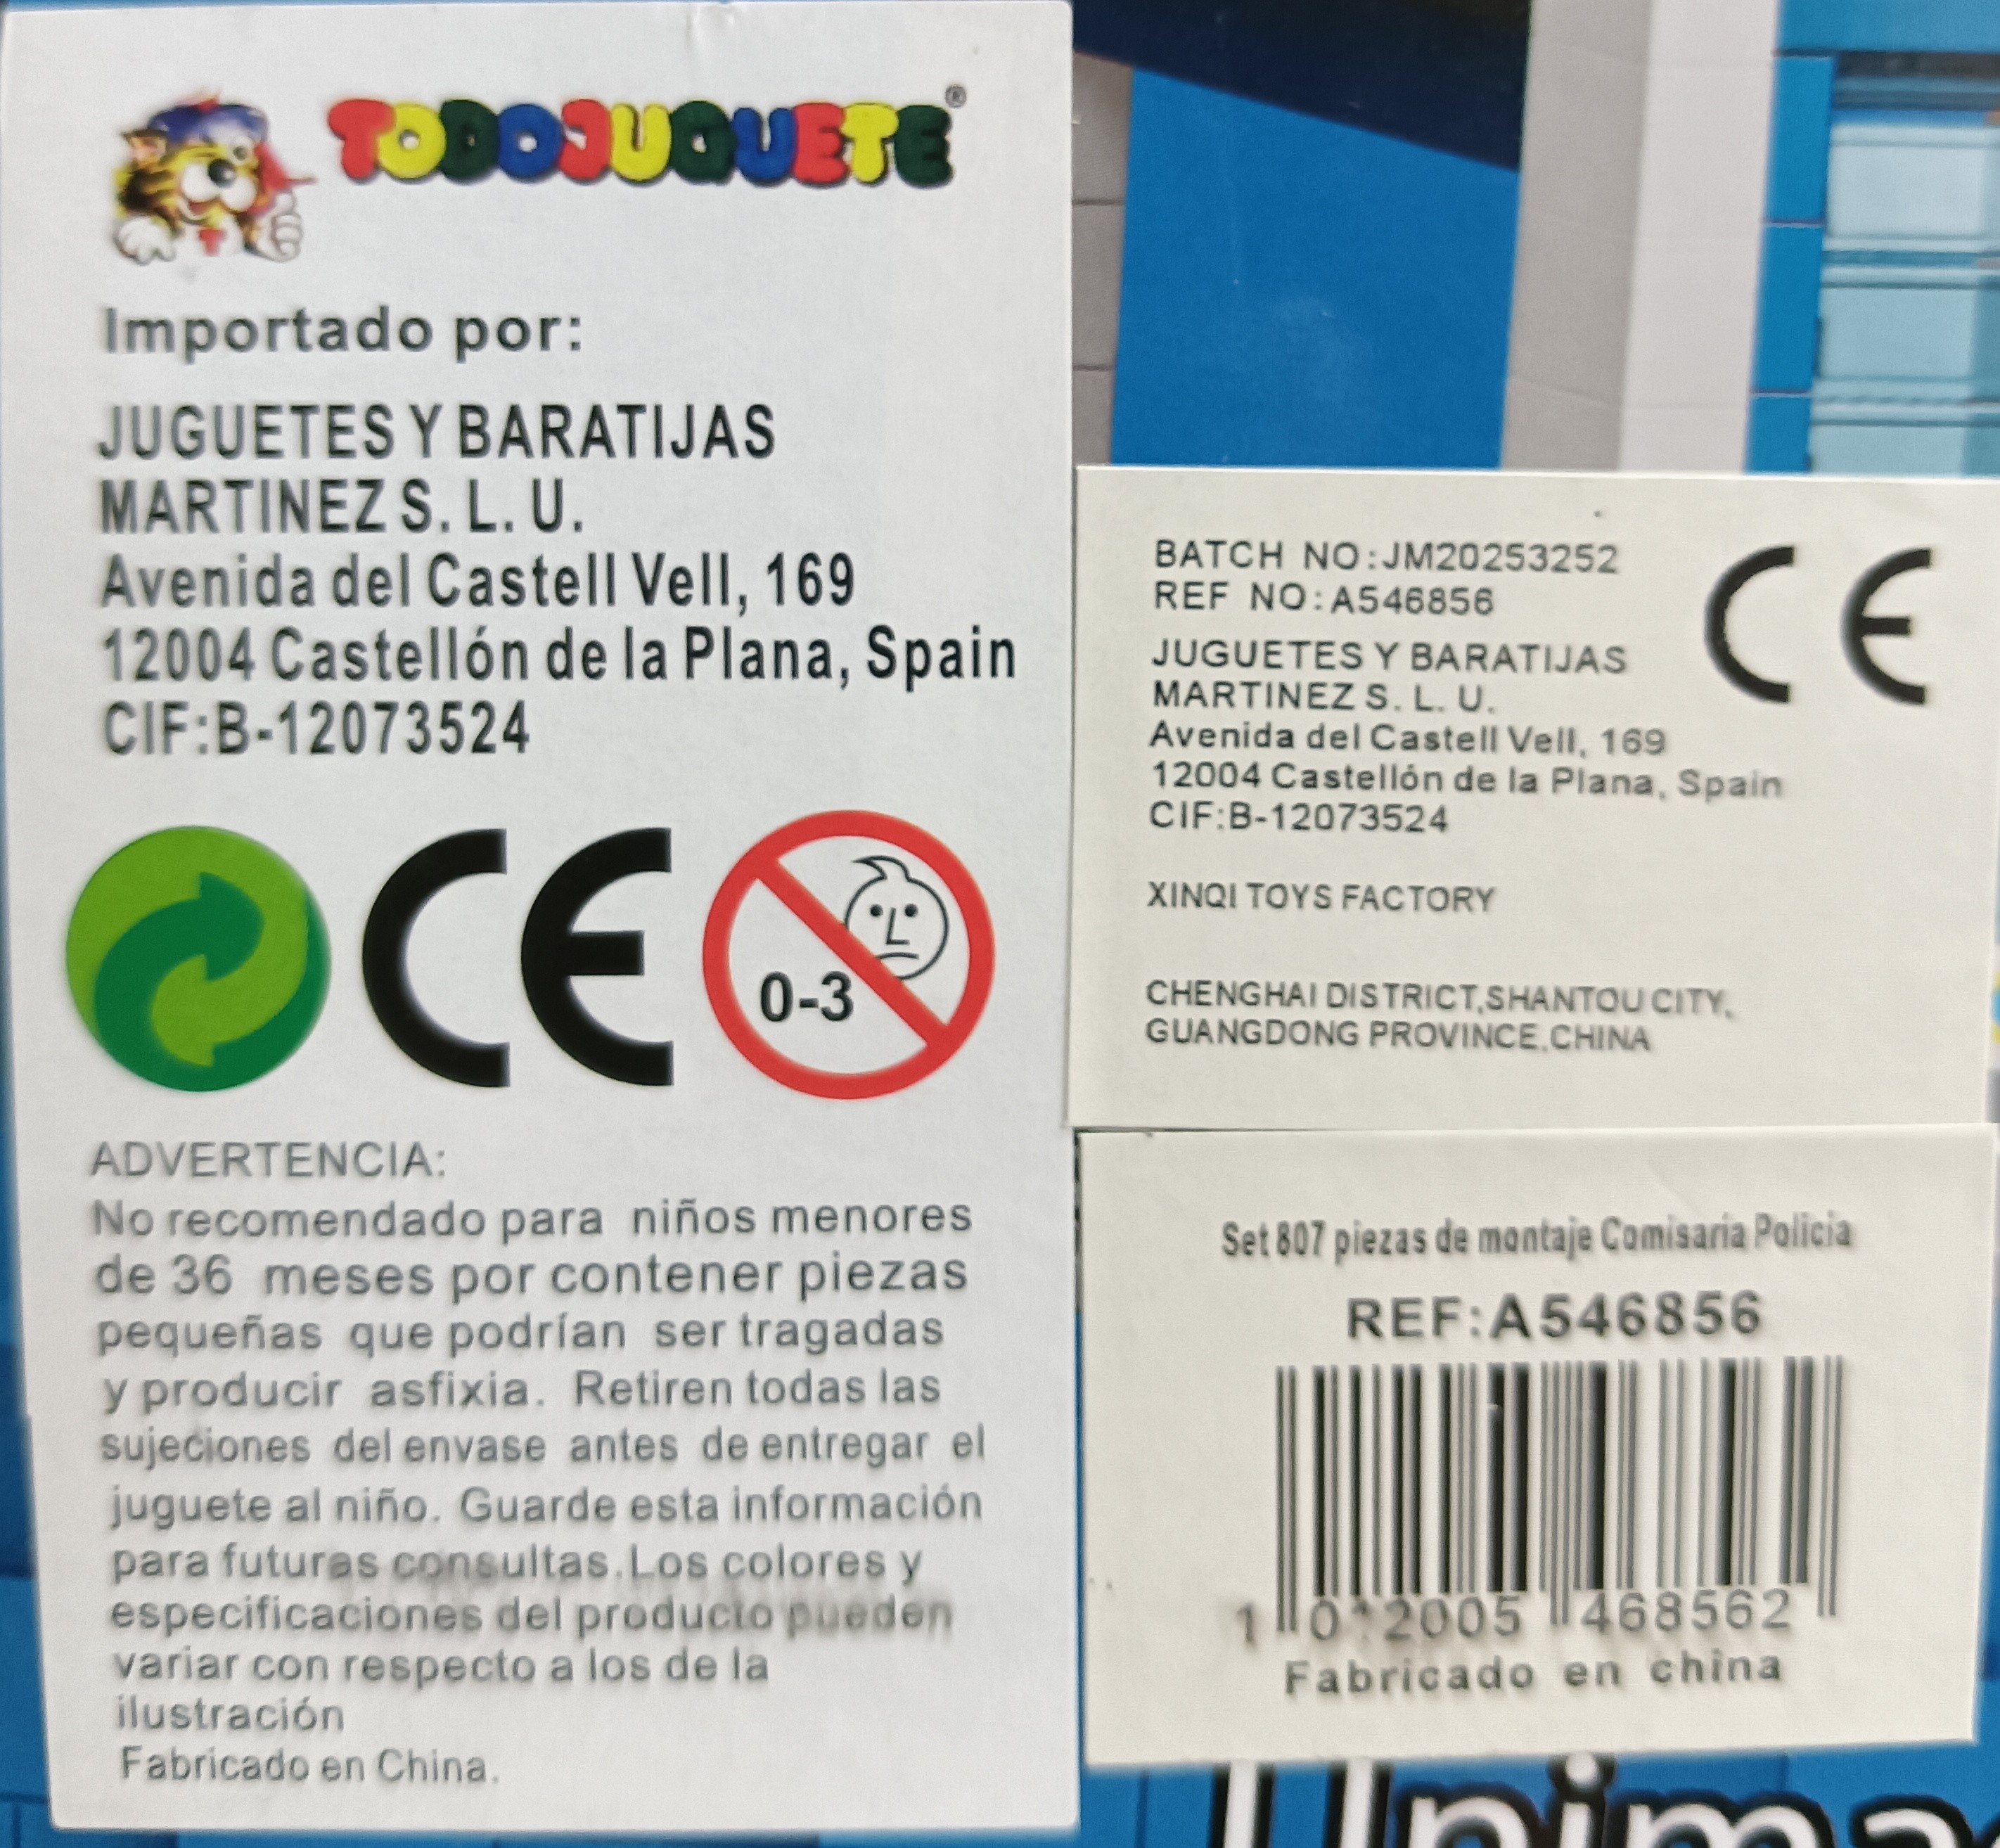 TODOJUGUETE®
Importado por:
JUGUETES Y BARATIJAS
MARTINEZ S. L. U.
Avenida del Castell Vell, 169
12004 Castellón de la Plana, Spain
CIF:B-12073524
CE
0-3
ADVERTENCIA:
No recomendado para niños menores
de 36 meses por contener piezas
pequeñas que podrían ser tragadas
y producir asfixia. Retiren todas las
sujeciones del envase antes de entregar el
juguete al niño. Guarde esta información
para futuras consultas. Los colores y
especificaciones del producto pueden
variar con respecto a los de la
ilustración
Fabricado en China.
BATCH NO:JM20253252
REF NO:A546856
CE
JUGUETES Y BARATIJAS
MARTINEZ S. L. U.
Avenida del Castell Vell, 169
12004 Castellón de la Plana, Spain
CIF:B-12073524
XINQI TOYS FACTORY
CHENGHAI DISTRICT,SHANTOU CITY,
GUANGDONG PROVINCE,CHINA
Set 807 piezas de montaje Comisaria Policia
REF:A546856
1 012005 468562
Fabricado en china